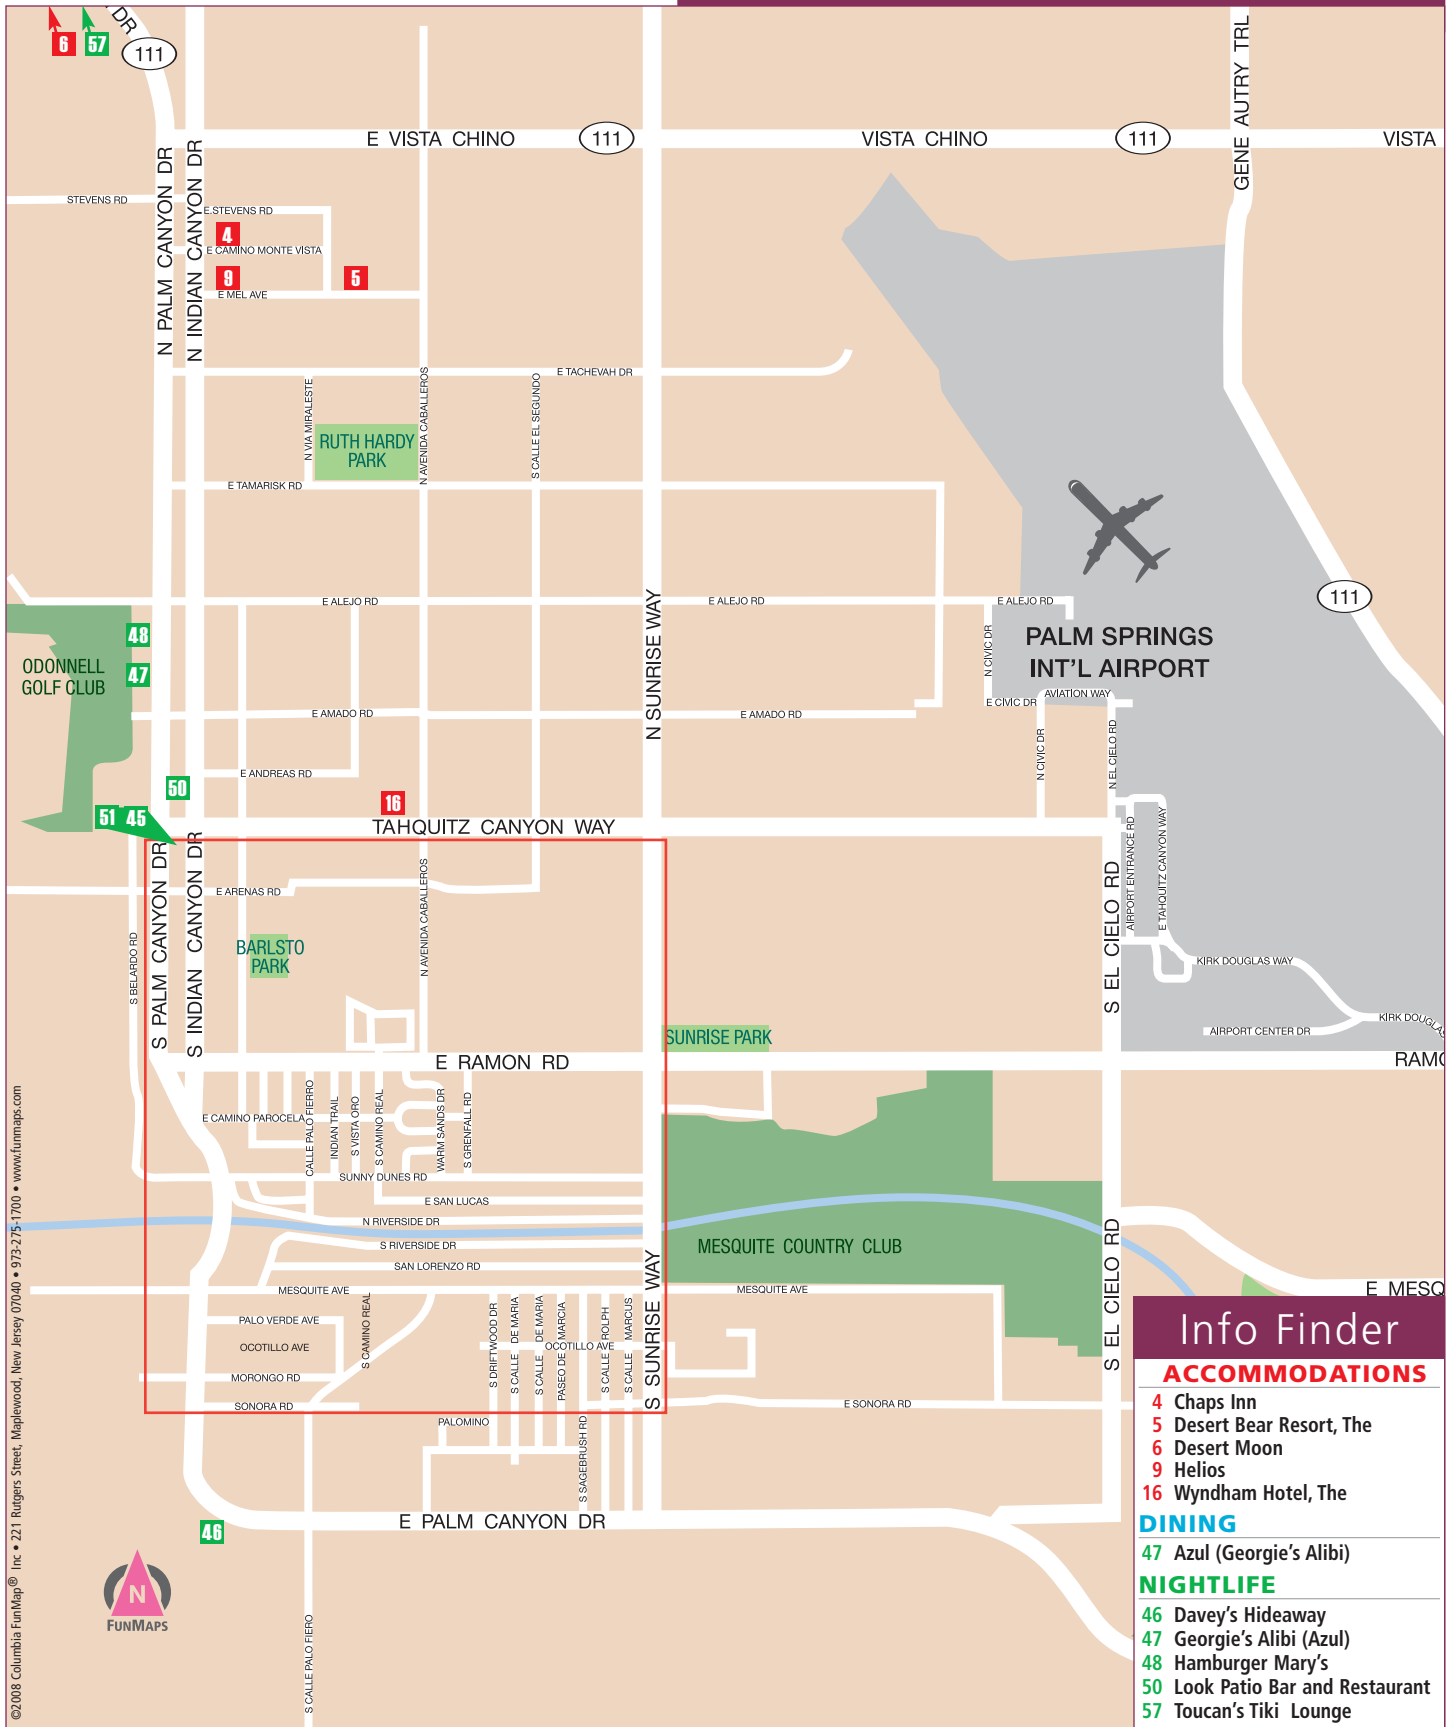 DR
6
57
111
GENE AUTRY TRL
E VISTA CHINO
111
VISTA CHINO
111
VISTA
N PALM CANYON DR
N INDIAN CANYON DR
STEVENS RD
E STEVENS RD
4
E CAMINO MONTE VISTA
9
5
E MEL AVE
E TACHEVAH DR
N VIA MIRALESTE
N AVENIDA CABALLEROS
S CALLE EL SEGUNDO
RUTH HARDY
PARK
E TAMARISK RD
E ALEJO RD
E ALEJO RD
E ALEJO RD
111
N SUNRISE WAY
48
ODONNELL
GOLF CLUB
47
N CIVIC DR
PALM SPRINGS
INT'L AIRPORT
AVIATION WAY
E CIVIC DR
E AMADO RD
E AMADO RD
N CIVIC DR
N EL CIELO RD
E ANDREAS RD
50
16
51
45
TAHQUITZ CANYON WAY
S PALM CANYON DR
S INDIAN CANYON DR
N AVENIDA CABALLEROS
S EL CIELO RD
AIRPORT ENTRANCE RD
E TAHQUITZ CANYON WAY
E ARENAS RD
S BELARDO RD
BARLSTO
PARK
KIRK DOUGLAS WAY
KIRK DOUGLAS
AIRPORT CENTER DR
SUNRISE PARK
E RAMON RD
RAMO
E CAMINO PAROCELA
CALLE PALO FIERRO
INDIAN TRAIL
S VISTA ORO
S CAMINO REAL
WARM SANDS DR
S GRENFALL RD
SUNNY DUNES RD
E SAN LUCAS
N RIVERSIDE DR
S RIVERSIDE DR
SAN LORENZO RD
MESQUITE COUNTRY CLUB
S EL CIELO RD
S SUNRISE WAY
MESQUITE AVE
MESQUITE AVE
E MESQ
PALO VERDE AVE
S CAMINO REAL
S DRIFTWOOD DR
S CALLE DE MARIA
S CALLE DE MARIA
PASEO DE MARCIA
S CALLE ROLPH
S CALLE MARCUS
OCOTILLO AVE
OCOTILLO AVE
MORONGO RD
SONORA RD
E SONORA RD
PALOMINO
S SAGEBRUSH RD
E PALM CANYON DR
46
S CALLE PALO FIERO
N
FUNMAPS
©2008 Columbia FunMap® Inc • 221 Rutgers Street, Maplewood, New Jersey 07040 • 973-275-1700 • www.funmaps.com
Info Finder
ACCOMMODATIONS
4 Chaps Inn
5 Desert Bear Resort, The
6 Desert Moon
9 Helios
16 Wyndham Hotel, The
DINING
47 Azul (Georgie's Alibi)
NIGHTLIFE
46 Davey's Hideaway
47 Georgie's Alibi (Azul)
48 Hamburger Mary's
50 Look Patio Bar and Restaurant
57 Toucan's Tiki Lounge